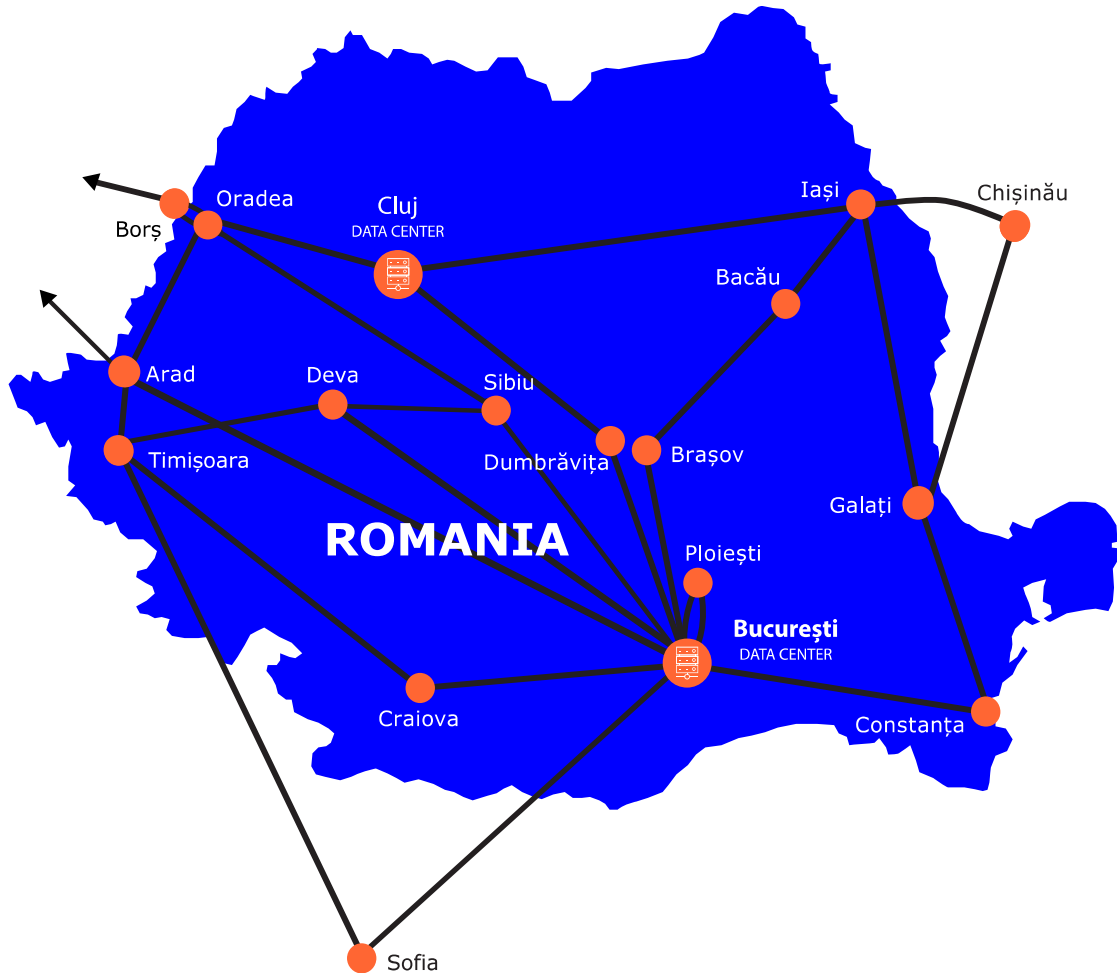 Iași
Chișinău
Oradea
Cluj
DATA CENTER
Borș
Bacău
Arad
Deva
Sibiu
Timișoara
Dumbrăvița
Brașov
Galați
ROMANIA
Ploiești
București
DATA CENTER
Craiova
Constanța
Sofia